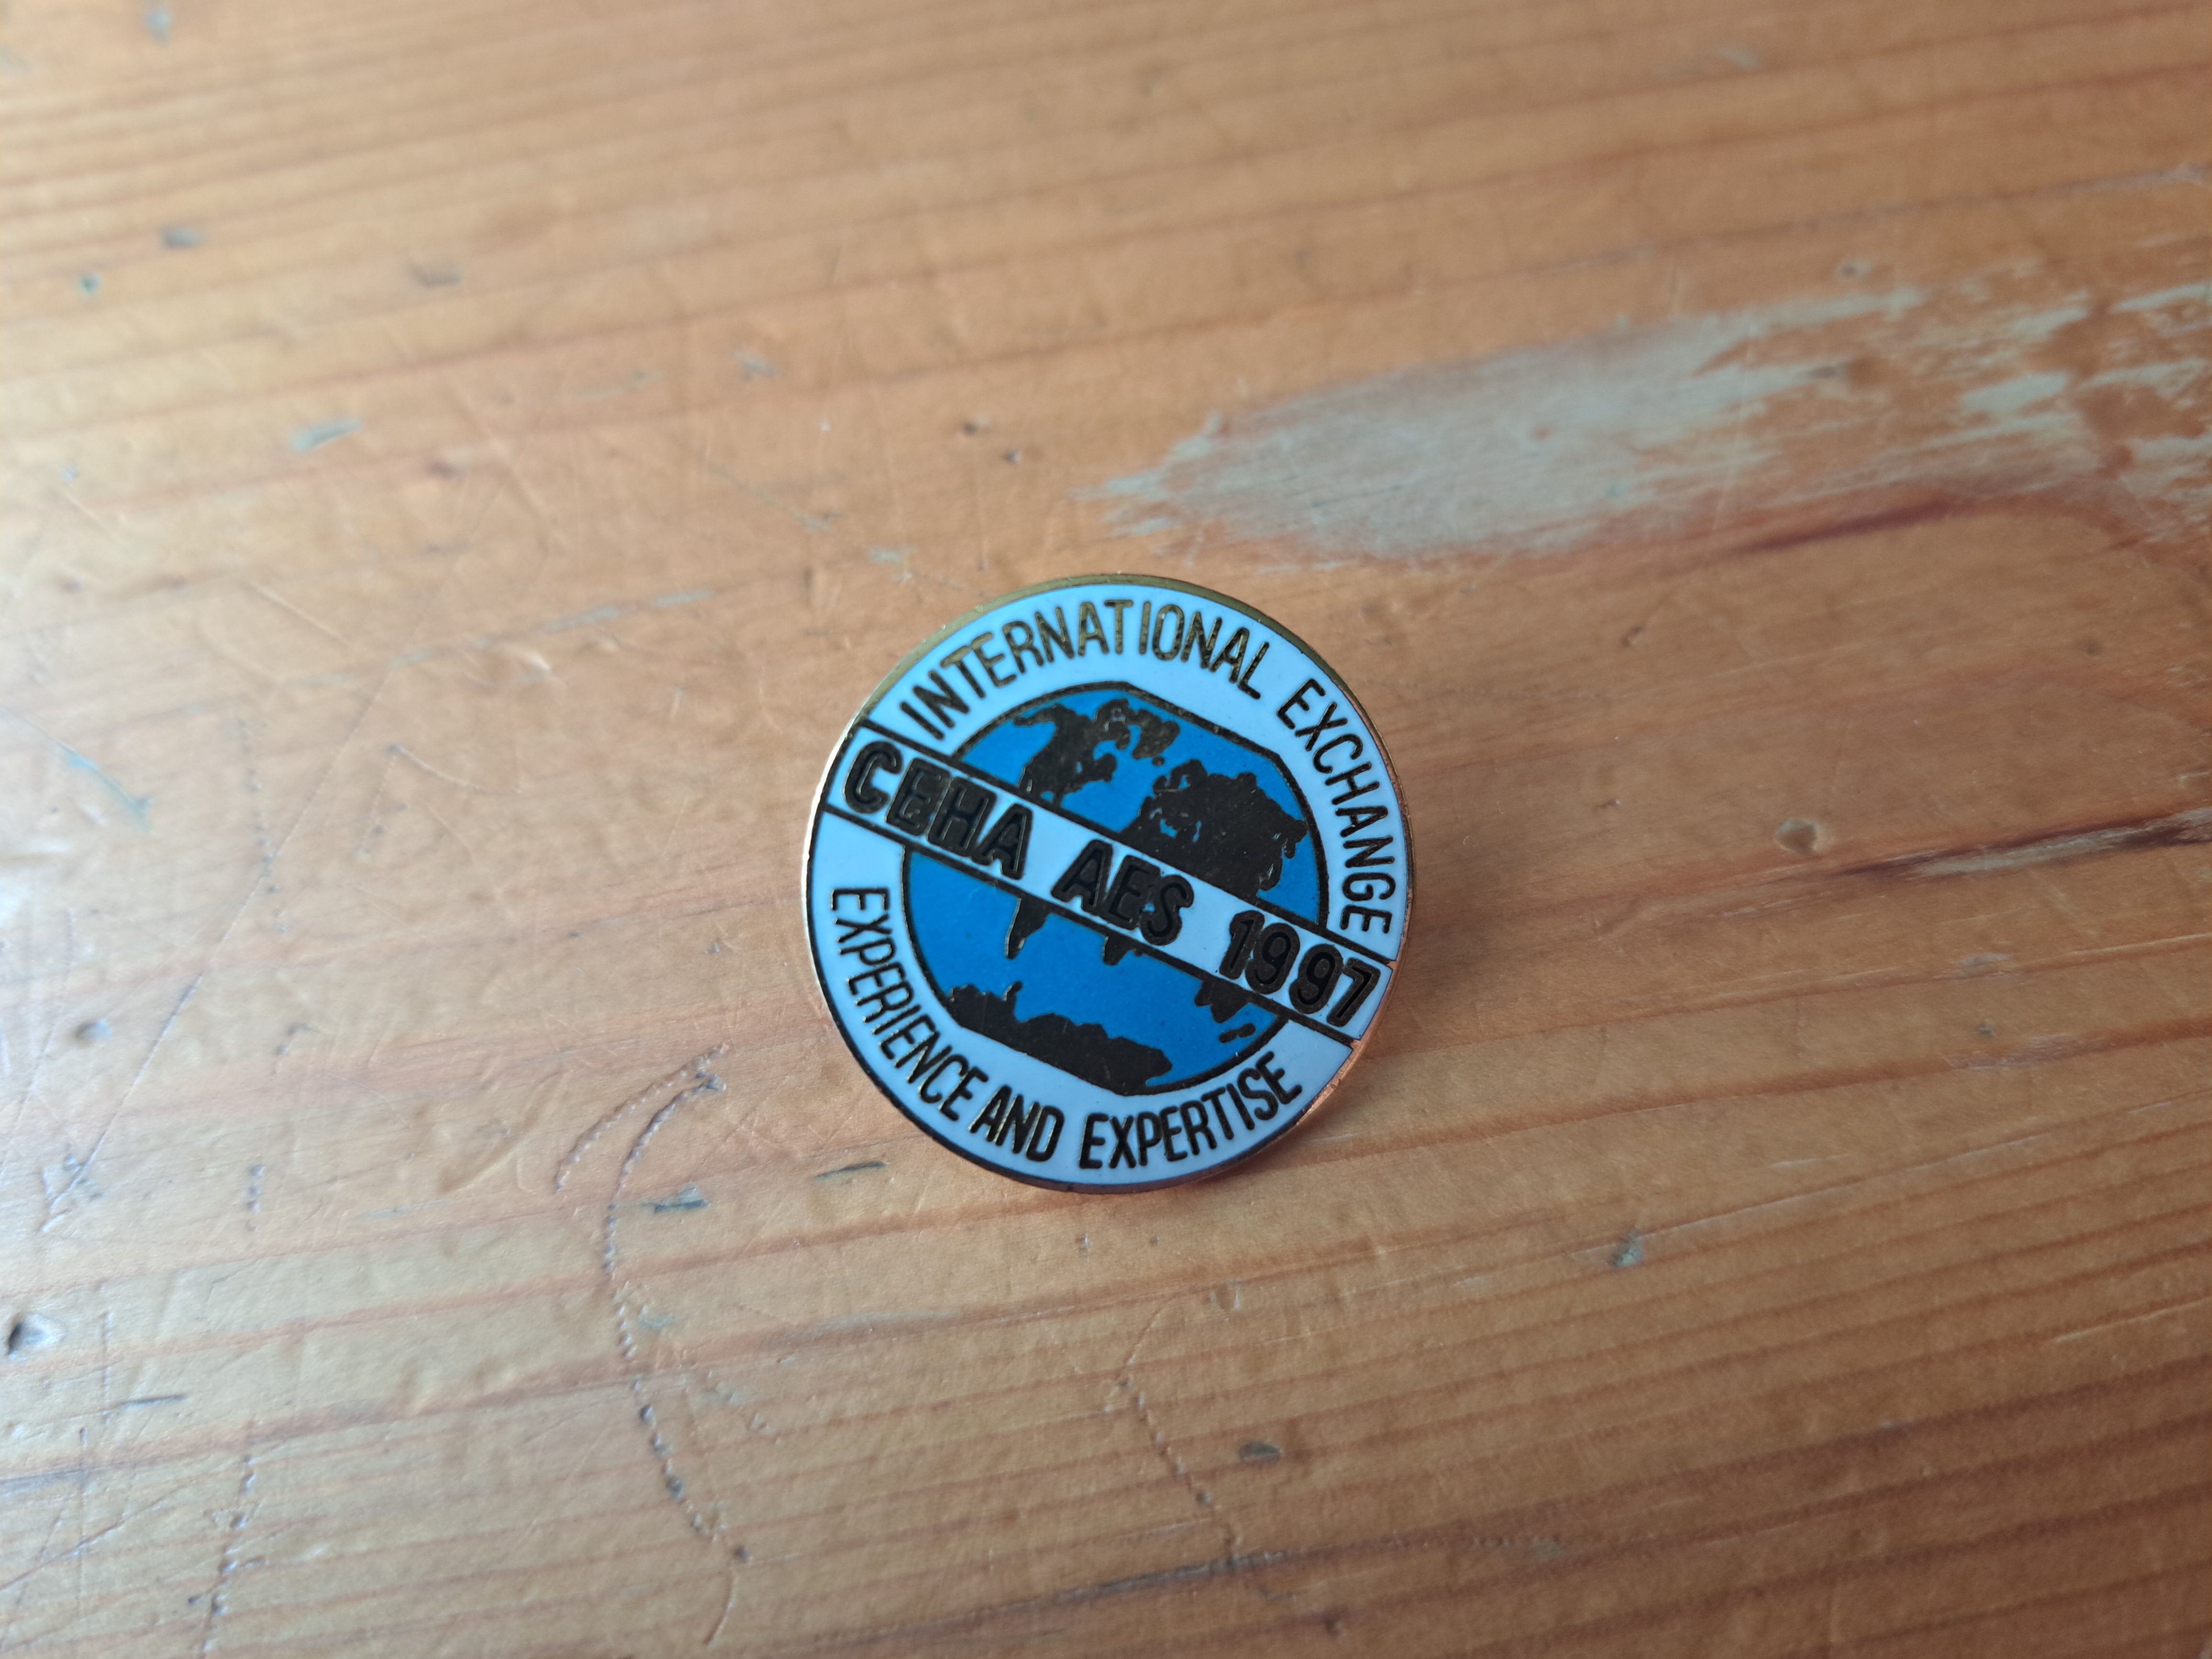 INTERNATIONAL EXCHANGE
CEHA AES 1997
EXPERIENCE AND EXPERTISE